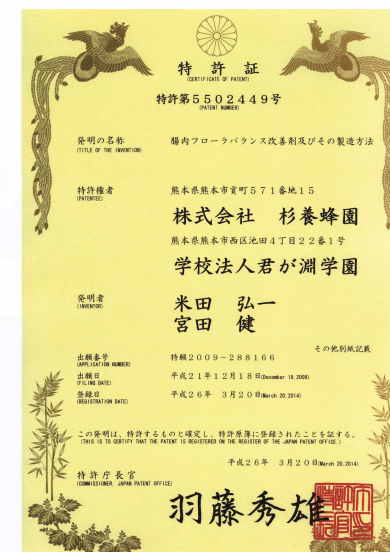 特許証
(CERTIFICATE OF PATENT)
特許第5502449号
(PATENT NUMBER)
発明の名称 腸内フローラバランス改善剤及びその製造方法
(TITLE OF THE INVENTION)
特許権者 熊本県熊本市貢町571番地15
(PATENTEE)
株式会社 杉養蜂園
熊本県熊本市西区池田4丁目22番1号
学校法人君が淵学園
発明者 米田 弘一
(INVENTOR)
宮田 健
その他別紙記載
出願番号 特願2009-288166
(APPLICATION NUMBER)
出願日 平成21年12月18日(December 18,2009)
(FILING DATE)
登録日 平成26年 3月20日(March 20,2014)
(REGISTRATION DATE)
この発明は、特許するものと確定し、特許原簿に登録されたことを証する。
(THIS IS TO CERTIFY THAT THE PATENT IS REGISTERED ON THE REGISTER OF THE JAPAN PATENT OFFICE.)
平成26年 3月20日(March 20,2014)
特許庁長官
(COMMISSIONER, JAPAN PATENT OFFICE)
羽藤秀雄